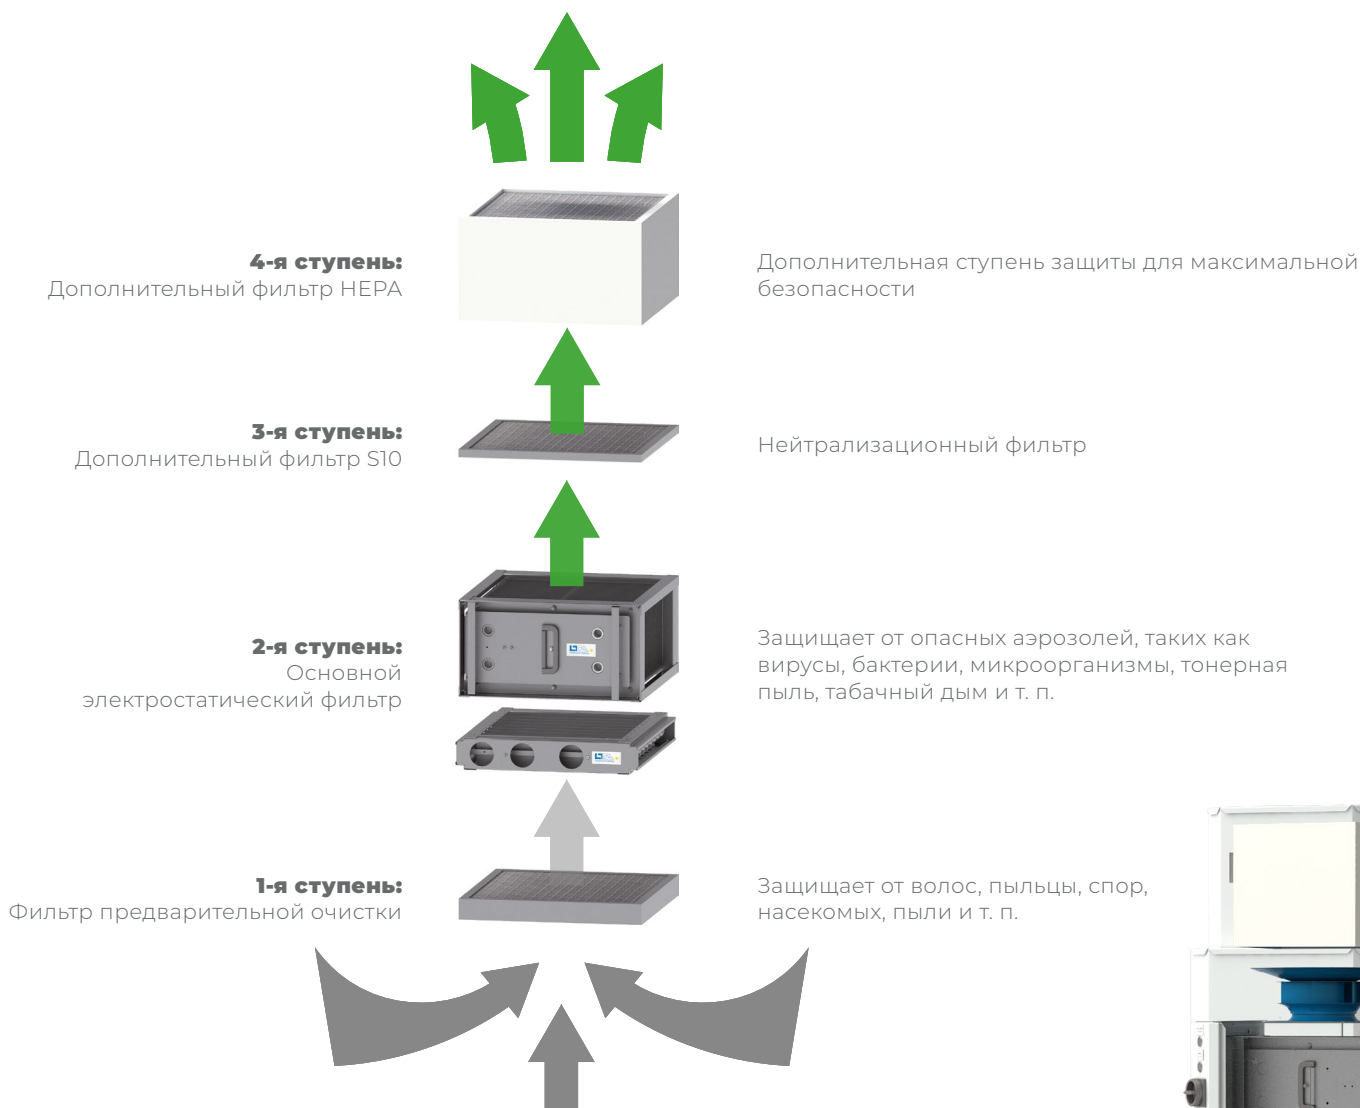 4-я ступень:
Дополнительный фильтр HEPA
Дополнительная ступень защиты для максимальной
безопасности
3-я ступень:
Дополнительный фильтр S10
Нейтрализационный фильтр
2-я ступень:
Основной
электростатический фильтр
Защищает от опасных аэрозолей, таких как
вирусы, бактерии, микроорганизмы, тонерная
пыль, табачный дым и т. п.
1-я ступень:
Фильтр предварительной очистки
Защищает от волос, пыльцы, спор,
насекомых, пыли и т. п.